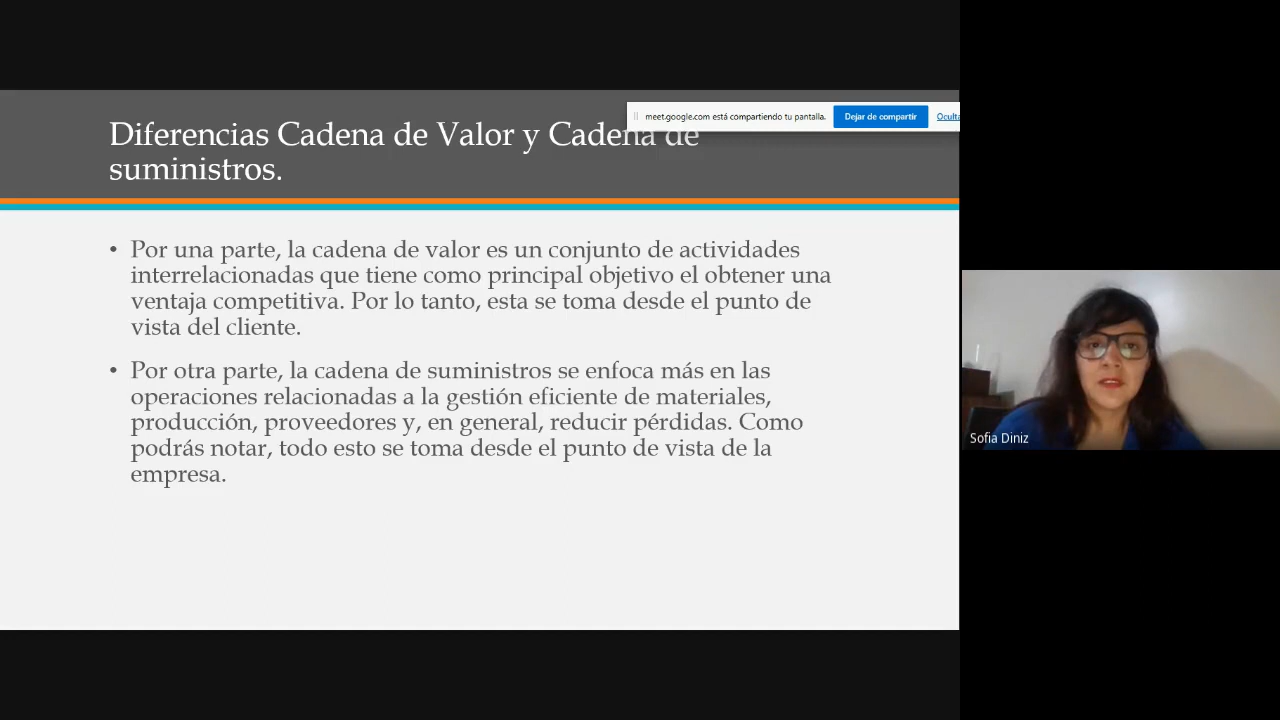 Diferencias Cadena de Valor y Cadena de
suministros.
meet.google.com está compartiendo tu pantalla.
Dejar de compartir
• Por una parte, la cadena de valor es un conjunto de actividades
interrelacionadas que tiene como principal objetivo el obtener una
ventaja competitiva. Por lo tanto, esta se toma desde el punto de
vista del cliente.
• Por otra parte, la cadena de suministros se enfoca más en las
operaciones relacionadas a la gestión eficiente de materiales,
producción, proveedores y, en general, reducir pérdidas. Como
podrás notar, todo esto se toma desde el punto de vista de la
empresa.
Sofia Diniz